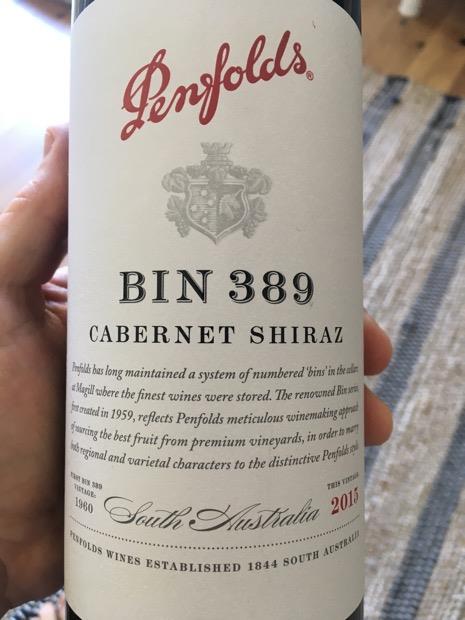 Penfolds®
BIN 389
CABERNET SHIRAZ
Penfolds has long maintained a system of numbered 'bins' in the cellars
at Magill where the finest wines were stored. The renowned Bin series,
first created in 1959, reflects Penfolds meticulous winemaking approach
of sourcing the best fruit from premium vineyards, in order to marry
both regional and varietal characters to the distinctive Penfolds style.
FIRST BIN 389
VINTAGE:
1960
South Australia
THIS VINTAGE
2015
PENFOLDS WINES ESTABLISHED 1844 SOUTH AUSTRALIA